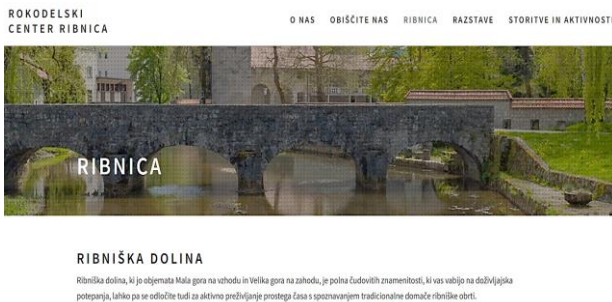 ROKODELSKI
CENTER RIBNICA
O NAS OBIŠČITE NAS RIBNICA RAZSTAVE STORITVE IN AKTIVNOSTI
RIBNICA
RIBNIŠKA DOLINA
Ribniška dolina, ki jo objemata Mala gora na vzhodu in Velika gora na zahodu, je polna čudovitih znamenitosti, ki vas vabijo na doživljajska
potepanja, lahko pa se odločite tudi za aktivno preživljanje prostega časa s spoznavanjem tradicionalne domače ribniške obrti.